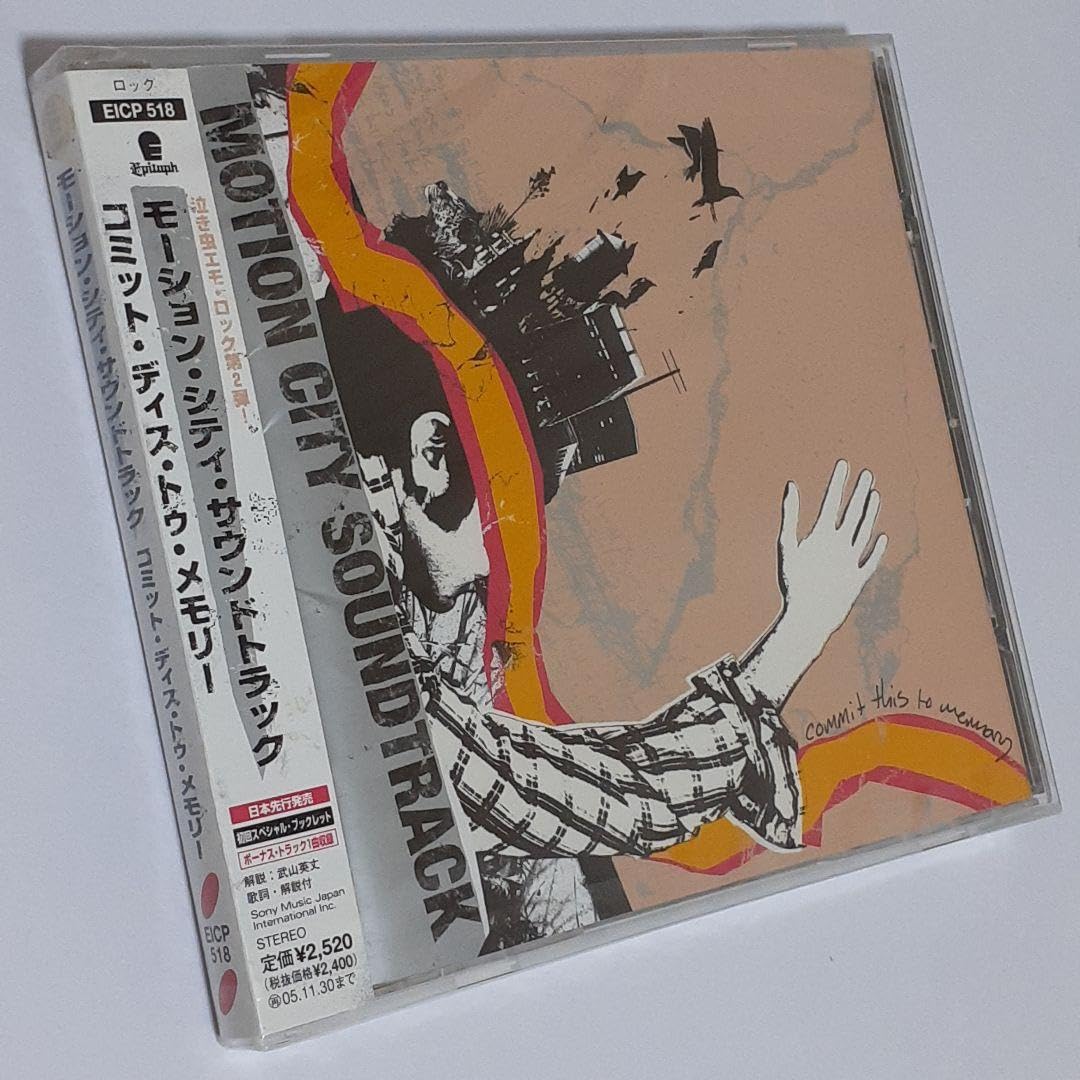 ロック
EICP 518
Epitaph
泣き虫エモ・ロック第2弾!
モーション・シティ・サウンドトラック
コミット・ディス・トゥ・メモリー
日本先行発売
初回スペシャル・ブックレット
ボーナス・トラック1曲収録
解説:武山英丈
歌詞・解説付
Sony Music Japan
International Inc.
STEREO
定価¥2,520
(税抜価格¥2,400)
再05.11.30まで
モーション・シティ・サウンドトラック コミット・ディス・トゥ・メモリー
EICP
518
MOTION CITY SOUNDTRACK
commit this to memory